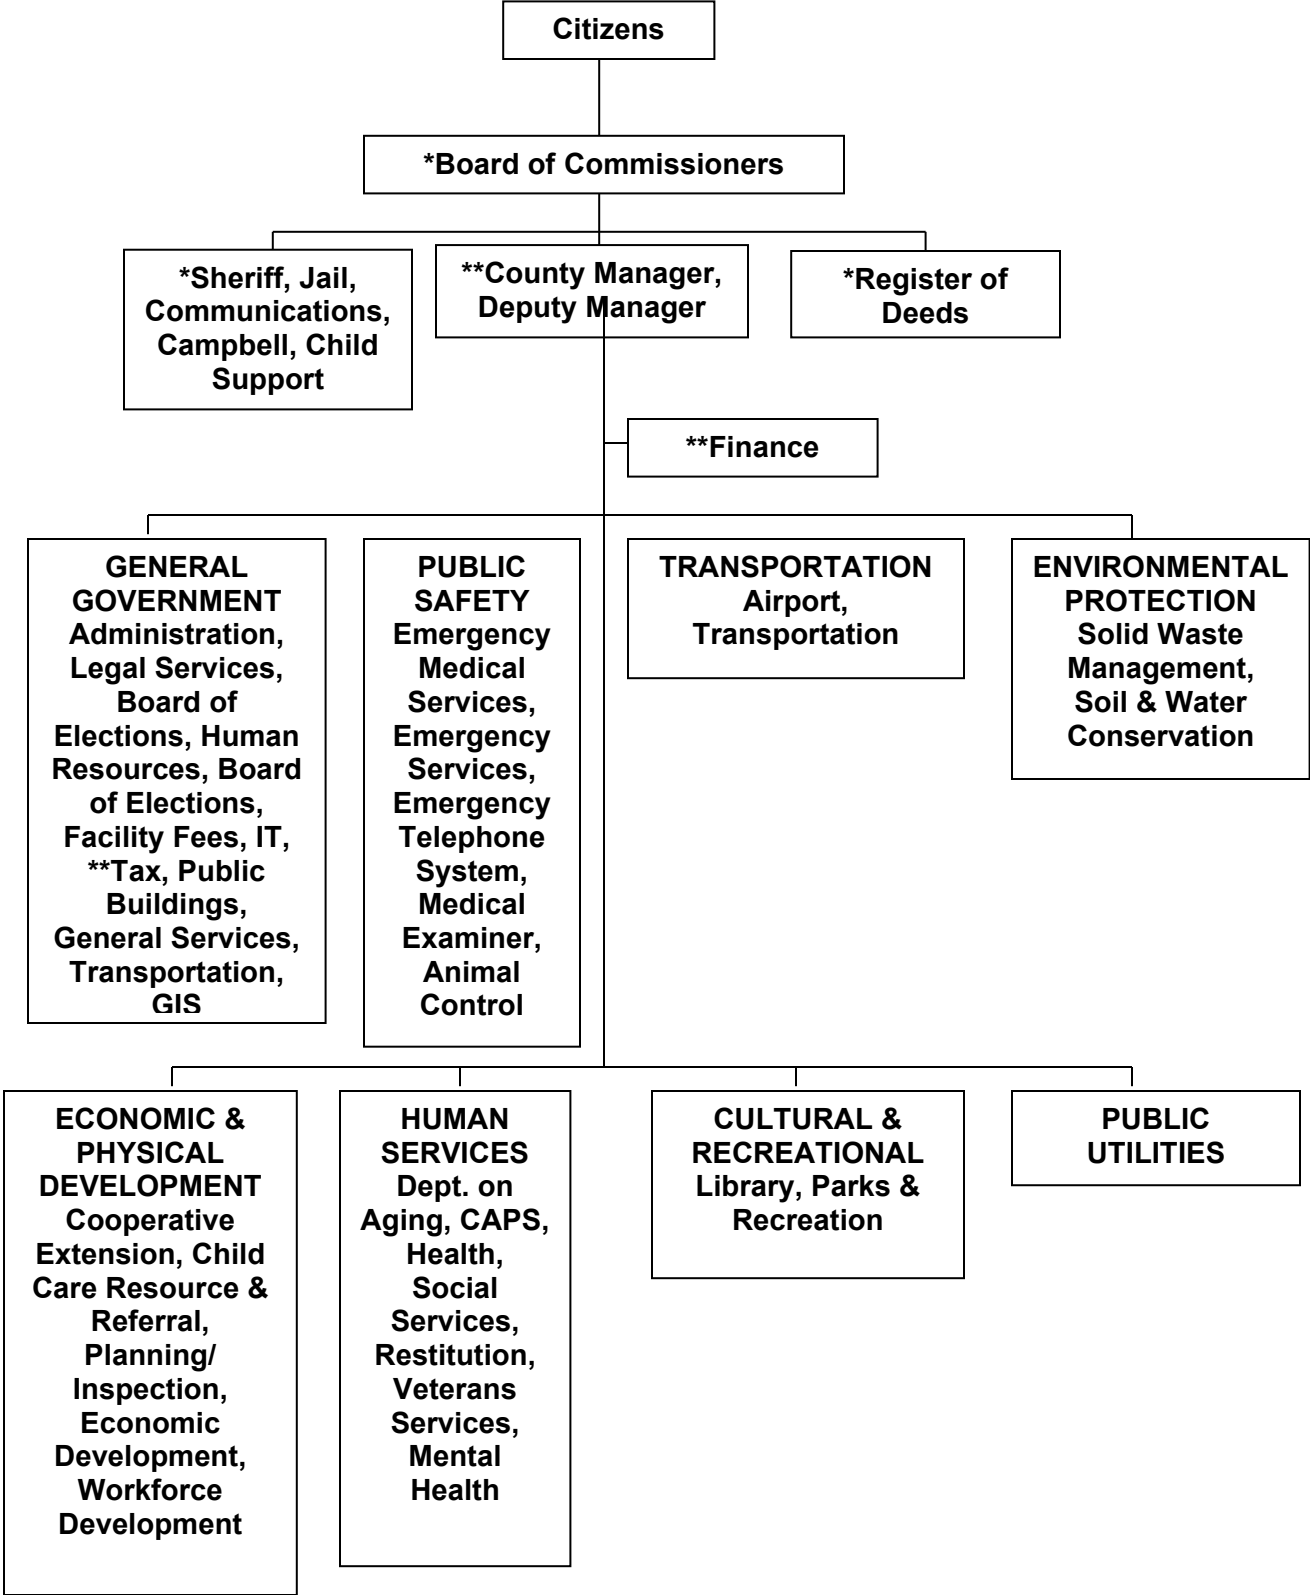 Citizens
*Board of Commissioners
*Sheriff, Jail,
Communications,
Campbell, Child
Support
**County Manager,
Deputy Manager
*Register of
Deeds
**Finance
GENERAL
GOVERNMENT
Administration,
Legal Services,
Board of
Elections, Human
Resources, Board
of Elections,
Facility Fees, IT,
**Tax, Public
Buildings,
General Services,
Transportation,
GIS
PUBLIC
SAFETY
Emergency
Medical
Services,
Emergency
Services,
Emergency
Telephone
System,
Medical
Examiner,
Animal
Control
TRANSPORTATION
Airport,
Transportation
ENVIRONMENTAL
PROTECTION
Solid Waste
Management,
Soil & Water
Conservation
ECONOMIC &
PHYSICAL
DEVELOPMENT
Cooperative
Extension, Child
Care Resource &
Referral,
Planning/
Inspection,
Economic
Development,
Workforce
Development
HUMAN
SERVICES
Dept. on
Aging, CAPS,
Health,
Social
Services,
Restitution,
Veterans
Services,
Mental
Health
CULTURAL &
RECREATIONAL
Library, Parks &
Recreation
PUBLIC
UTILITIES